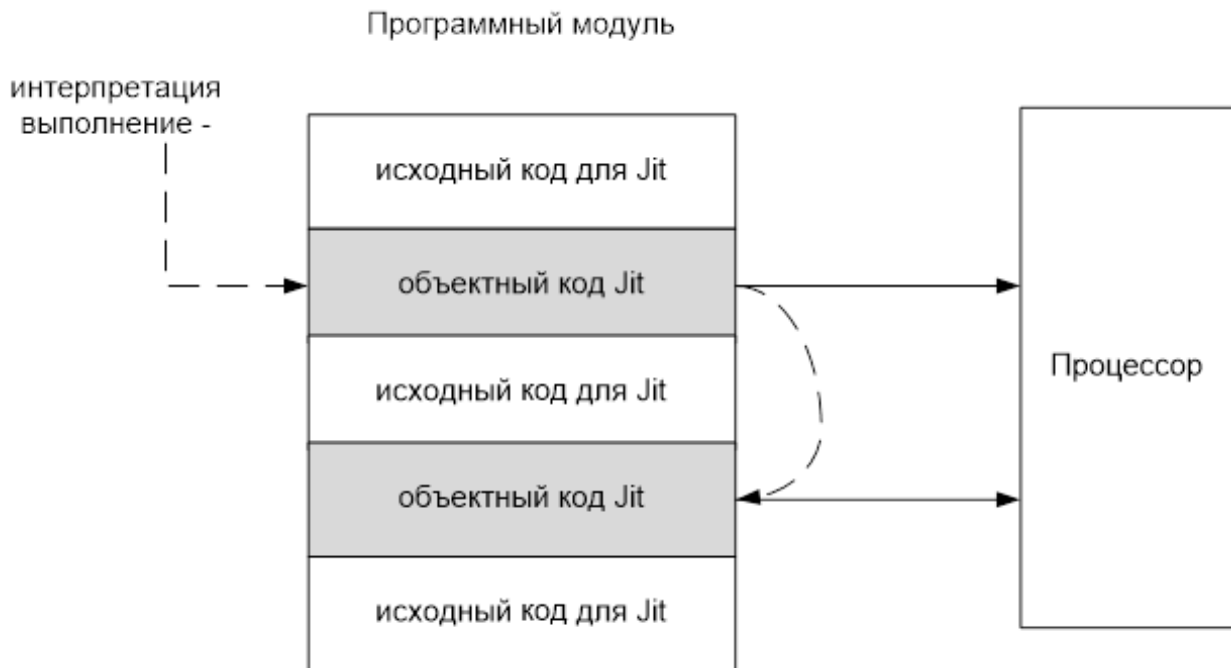 Программный модуль
интерпретация
выполнение -
исходный код для Jit
объектный код Jit
исходный код для Jit
Процессор
объектный код Jit
исходный код для Jit